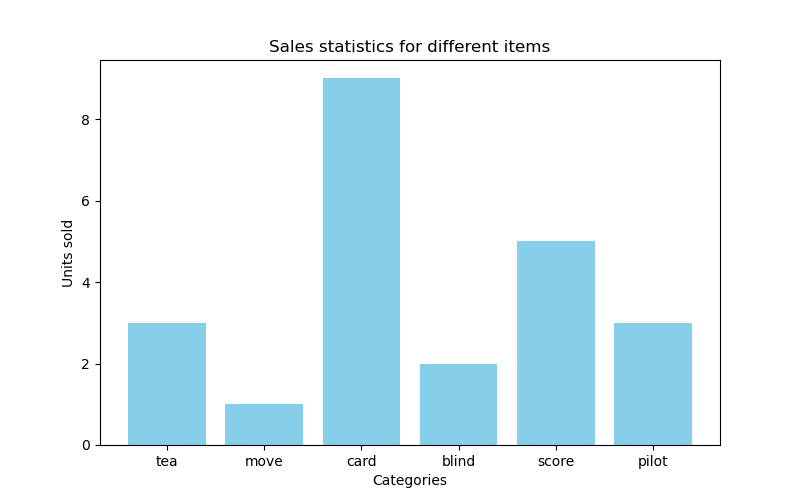 Sales statistics for different items
Units sold
8
6
4
2
0
tea move card blind score pilot
Categories